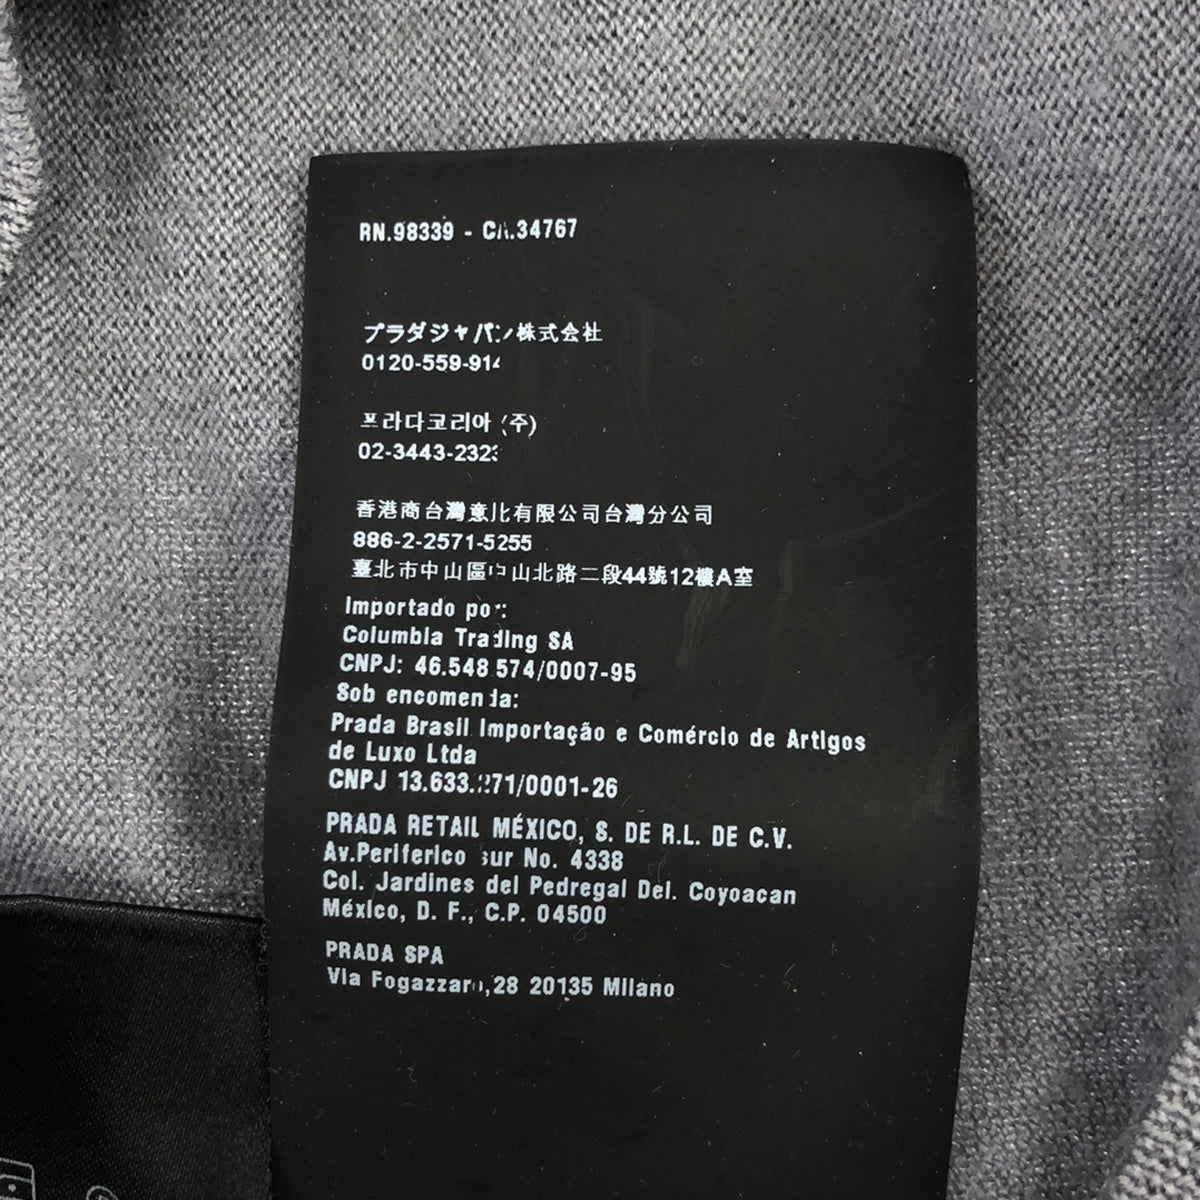 RN.98339 - CA.34767
プラダジャパン株式会社
0120-559-914
프라다코리아 (주)
02-3443-2323
香港商台灣意比有限公司台灣分公司
886-2-2571-5255
臺北市中山區中山北路二段44號12樓A室
Importado por:
Columbia Trading SA
CNPJ: 46.548.574/0007-95
Sob encomenda:
Prada Brasil Importação e Comércio de Artigos
de Luxo Ltda
CNPJ 13.633.271/0001-26
PRADA RETAIL MÉXICO, S. DE R.L. DE C.V.
Av.Periferico sur No. 4338
Col. Jardines del Pedregal Del. Coyoacan
México, D. F., C.P. 04500
PRADA SPA
Via Fogazzaro,28 20135 Milano